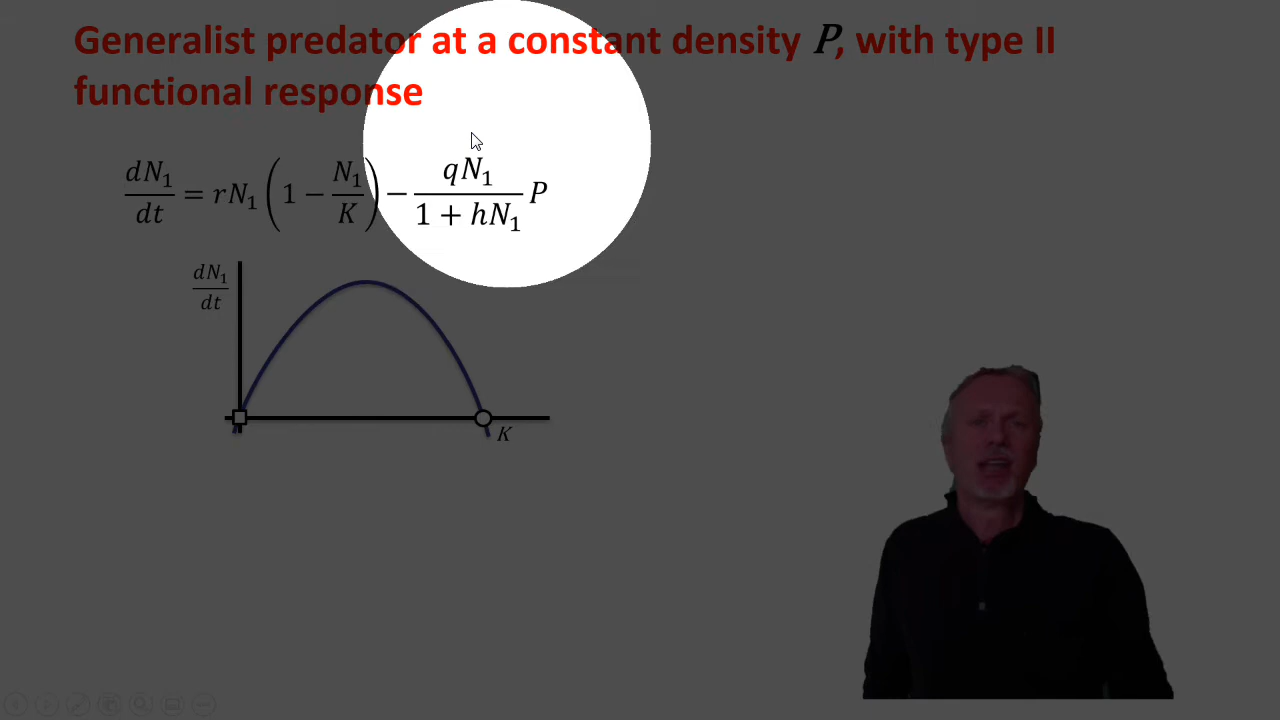 Generalist predator at a constant density P, with type II
functional response
dN₁/dt = rN₁(1 − N₁/K) − qN₁/(1 + hN₁) P
dN₁/dt
K